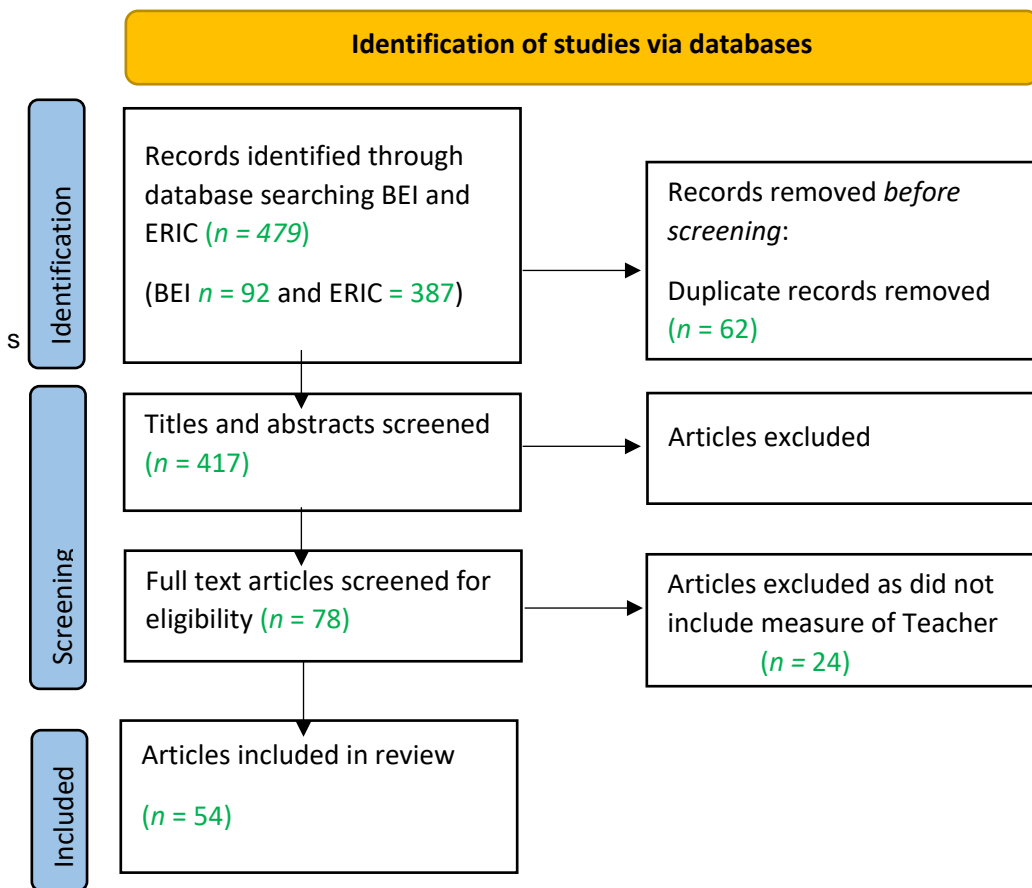 Identification of studies via databases
Identification
s
Records identified through
database searching BEI and
ERIC (n = 479)
(BEI n = 92 and ERIC = 387)
Records removed before
screening:
Duplicate records removed
(n = 62)
Screening
Titles and abstracts screened
(n = 417)
Articles excluded
Full text articles screened for
eligibility (n = 78)
Articles excluded as did not
include measure of Teacher
(n = 24)
Included
Articles included in review
(n = 54)